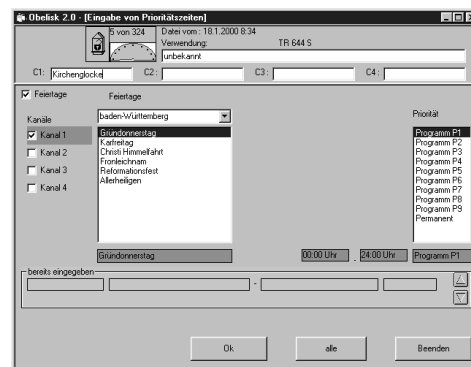 Obelisk 2.0 - [Eingabe von Prioritätszeiten]
5 von 324
Datei vom : 18.1.2000 8:34
Verwendung: TR 644 S
unbekannt
C1: Kirchenglocke C2 : C3 : C4 :
Feiertage
Feiertage
Kanäle
baden-Württemberg
Priorität
Kanal 1
Kanal 2
Kanal 3
Kanal 4
Gründonnerstag
Karfreitag
Christi Himmelfahrt
Fronleichnam
Reformationsfest
Allerheiligen
Programm P1
Programm P2
Programm P3
Programm P4
Programm P5
Programm P6
Programm P7
Programm P8
Programm P9
Permanent
Gründonnerstag 00:00 Uhr - 24:00 Uhr Programm P1
bereits eingegeben
-
Ok alle Beenden